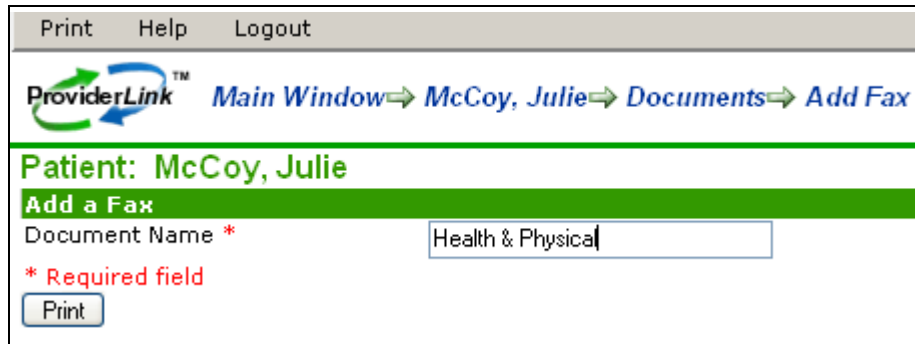 Print Help Logout
ProviderLink™ Main Window⇨ McCoy, Julie⇨ Documents⇨ Add Fax
Patient: McCoy, Julie
Add a Fax
Document Name * Health & Physical
* Required field
Print